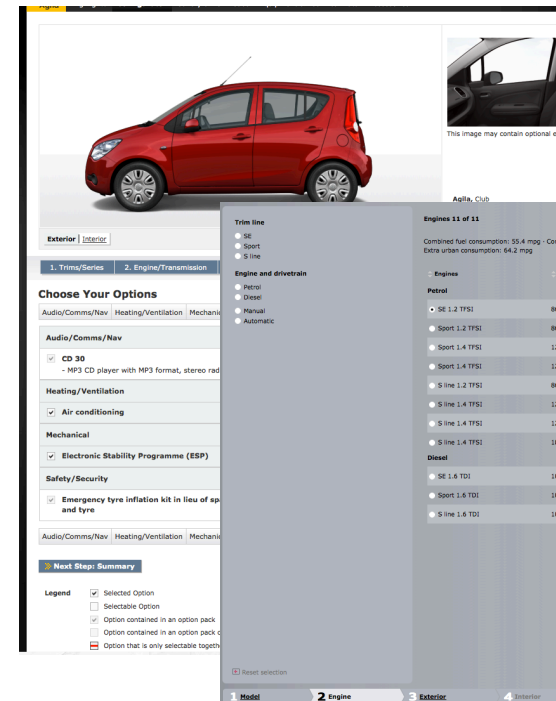 Agila
This image may contain optional e
Agila, Club
Exterior | Interior
1. Trims/Series
2. Engine/Transmission
Choose Your Options
Audio/Comms/Nav
Heating/Ventilation
Mechanic
Audio/Comms/Nav
CD 30
- MP3 CD player with MP3 format, stereo rad
Heating/Ventilation
Air conditioning
Mechanical
Electronic Stability Programme (ESP)
Safety/Security
Emergency tyre inflation kit in lieu of sp
and tyre
Audio/Comms/Nav
Heating/Ventilation
Mechanic
Next Step: Summary
Legend
Selected Option
Selectable Option
Option contained in an option pack
Option contained in an option pack
Option that is only selectable togeth
Trim line
SE
Sport
S line
Engine and drivetrain
Petrol
Diesel
Manual
Automatic
Reset selection
Engines 11 of 11
Combined fuel consumption: 55.4 mpg - Co
Extra urban consumption: 64.2 mpg
Engines
Petrol
SE 1.2 TFSI
Sport 1.2 TFSI
Sport 1.4 TFSI
Sport 1.4 TFSI
S line 1.2 TFSI
S line 1.4 TFSI
S line 1.4 TFSI
S line 1.4 TFSI
Diesel
SE 1.6 TDI
Sport 1.6 TDI
S line 1.6 TDI
1 Model
2 Engine
3 Exterior
4 Interior